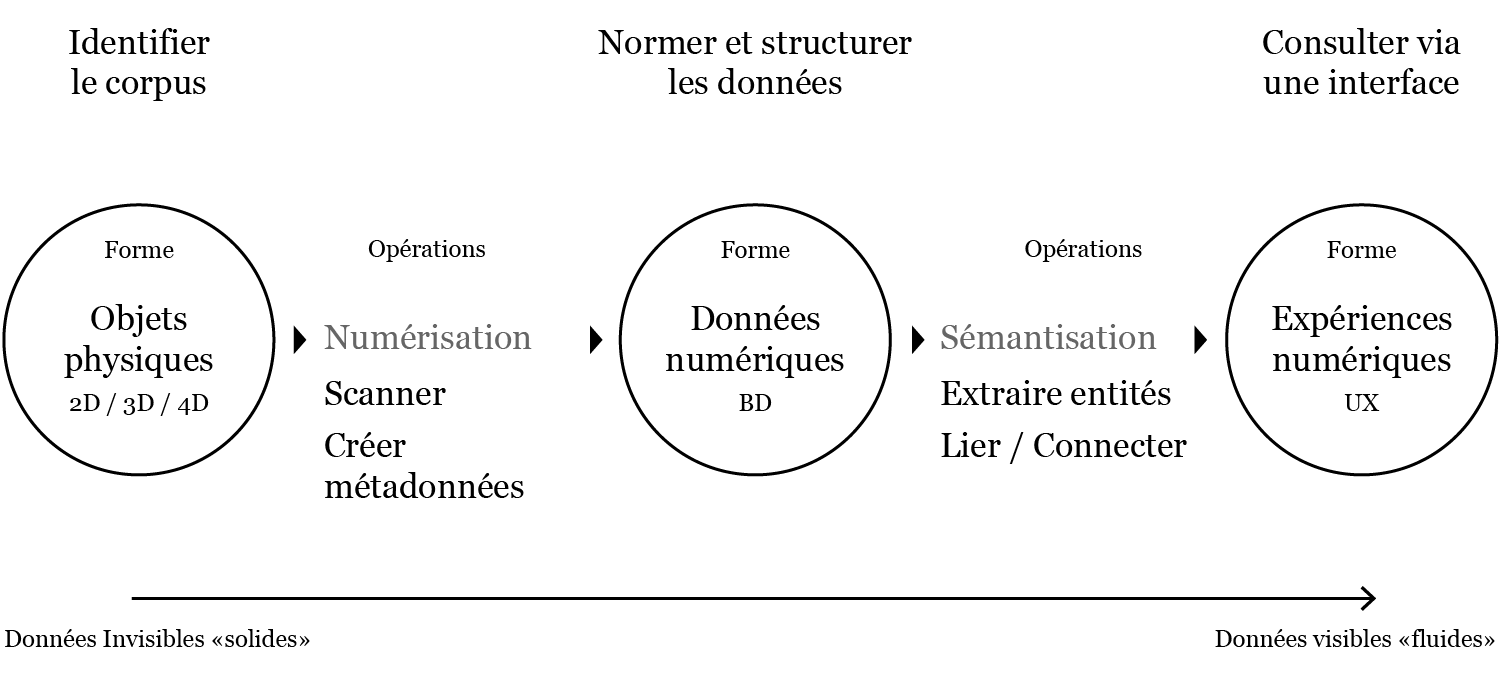 Identifier
le corpus
Normer et structurer
les données
Consulter via
une interface
Forme
Objets
physiques
2D / 3D / 4D
Opérations
Numérisation
Scanner
Créer
métadonnées
Forme
Données
numériques
BD
Opérations
Sémantisation
Extraire entités
Lier / Connecter
Forme
Expériences
numériques
UX
Données Invisibles «solides»
Données visibles «fluides»